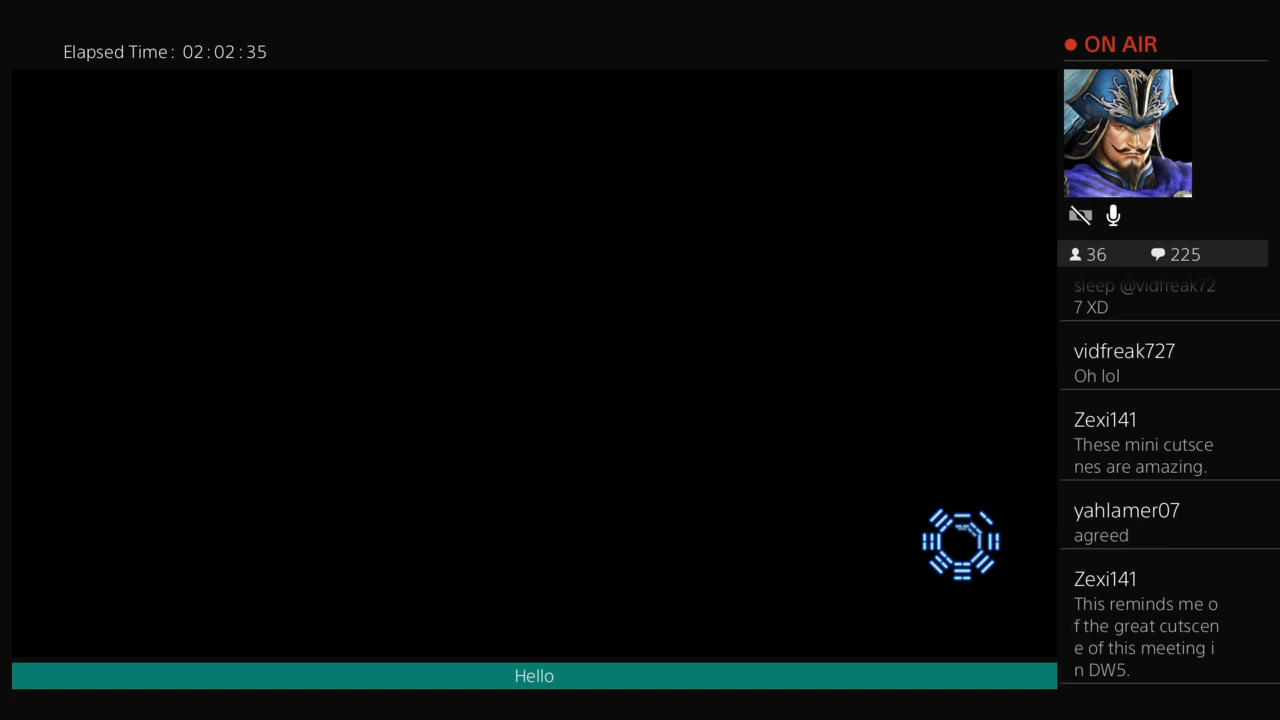 Elapsed Time: 02:02:35
ON AIR
36 225
sleep @vidfreak72
7 XD
vidfreak727
Oh lol
Zexi141
These mini cutsce
nes are amazing.
yahlamer07
agreed
Zexi141
This reminds me o
f the great cutscen
e of this meeting i
n DW5.
Hello